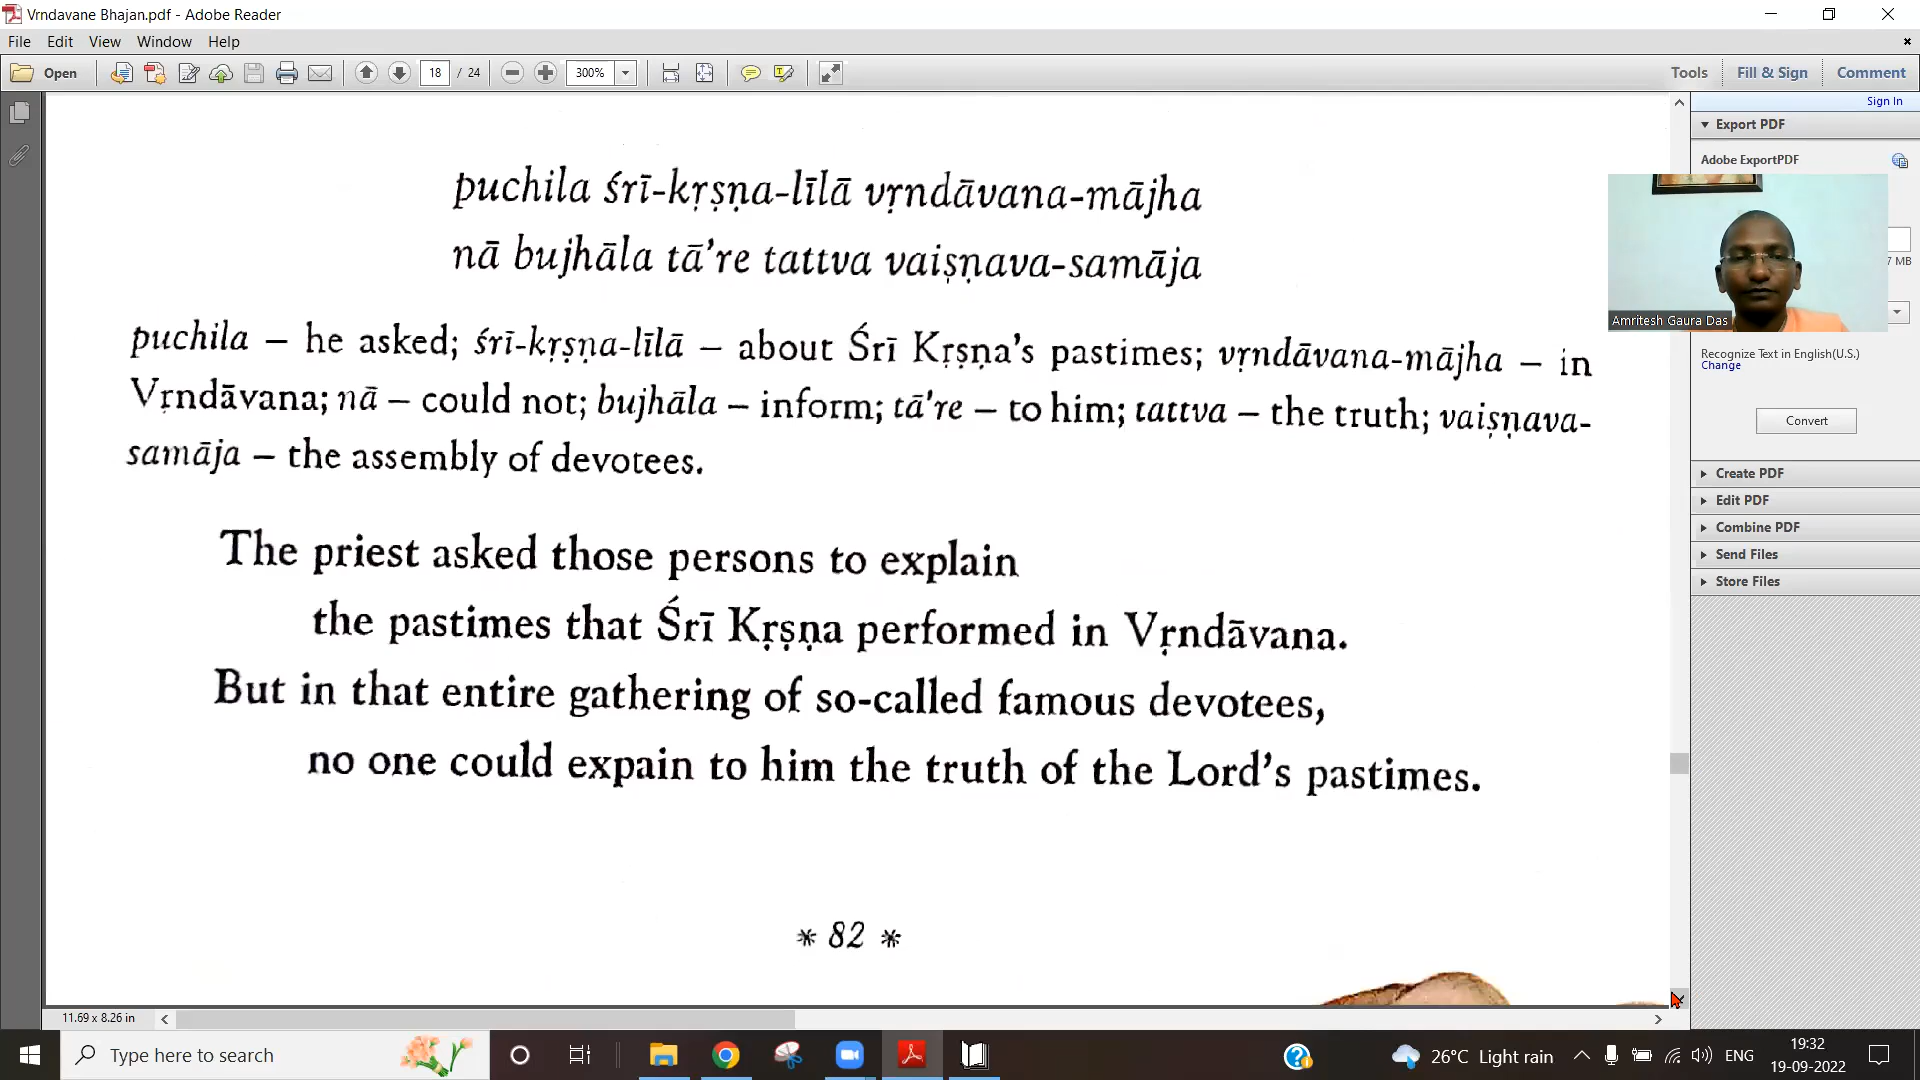 Vrndavane Bhajan.pdf - Adobe Reader
File Edit View Window Help
Open 18 / 24 300% Tools Fill & Sign Comment
Sign In
Export PDF
Adobe ExportPDF
7 MB
Amritesh Gaura Das
Recognize Text in English(U.S.)
Change
Convert
Create PDF
Edit PDF
Combine PDF
Send Files
Store Files
puchila śrī-kṛṣṇa-līlā vṛndāvana-mājha
nā bujhāla tā're tattva vaiṣṇava-samāja
puchila – he asked; śrī-kṛṣṇa-līlā – about Śrī Kṛṣṇa's pastimes; vṛndāvana-mājha – in
Vṛndāvana; nā – could not; bujhāla – inform; tā're – to him; tattva – the truth; vaiṣṇava-
samāja – the assembly of devotees.
The priest asked those persons to explain
the pastimes that Śrī Kṛṣṇa performed in Vṛndāvana.
But in that entire gathering of so-called famous devotees,
no one could expain to him the truth of the Lord's pastimes.
* 82 *
11.69 x 8.26 in
Type here to search
26°C Light rain
ENG
19:32
19-09-2022